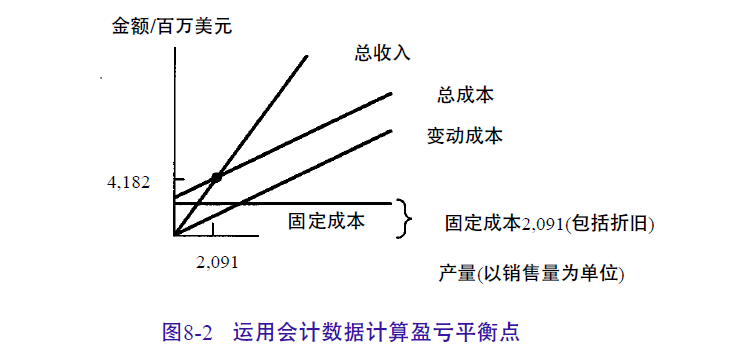 金额/百万美元
总收入
总成本
变动成本
4,182
固定成本
固定成本2,091(包括折旧)
2,091
产量(以销售量为单位)
图8-2 运用会计数据计算盈亏平衡点